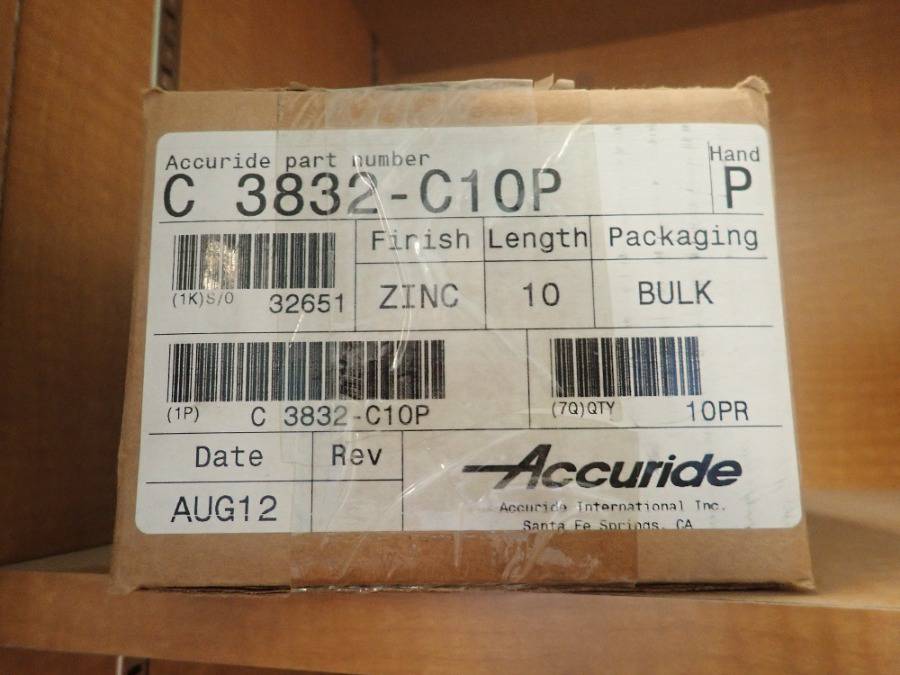 Accuride part number
Hand
C 3832-C10P
P
Finish
Length
Packaging
(1K)S/O 32651
ZINC
10
BULK
(1P) C 3832-C10P
(7Q)QTY 10PR
Date
Rev
Accuride
AUG12
Accuride International Inc.
Santa Fe Springs, CA